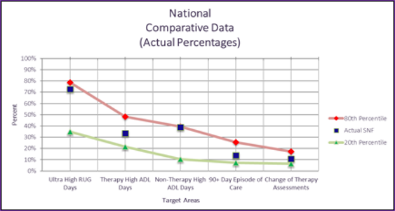 National
Comparative Data
(Actual Percentages)
100%
90%
80%
70%
60%
50%
40%
30%
20%
10%
0%
Percent
Ultra High RUG
Days
Therapy High ADL
Days
Non-Therapy High
ADL Days
90+ Day Episode of
Care
Change of Therapy
Assessments
Target Areas
80th Percentile
Actual SNF
20th Percentile